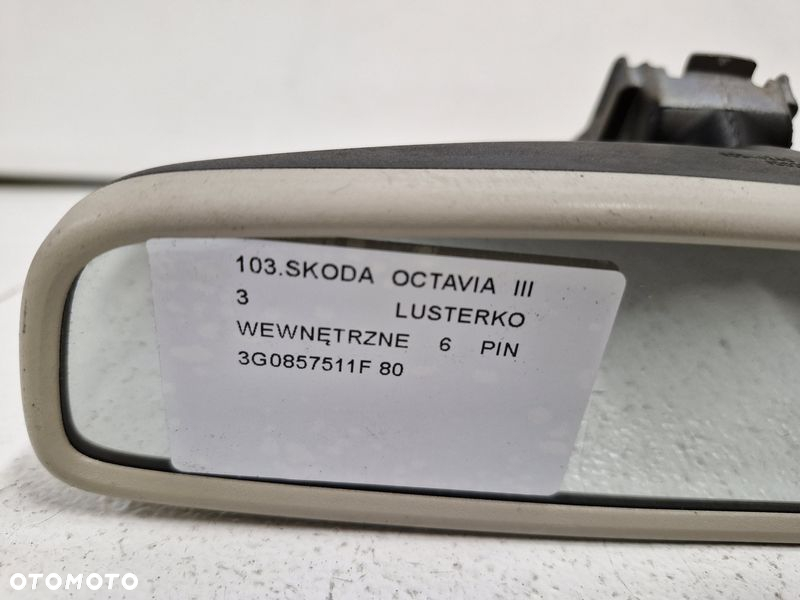 103.SKODA OCTAVIA III
3 LUSTERKO
WEWNĘTRZNE 6 PIN
3G0857511F 80
OTOMOTO